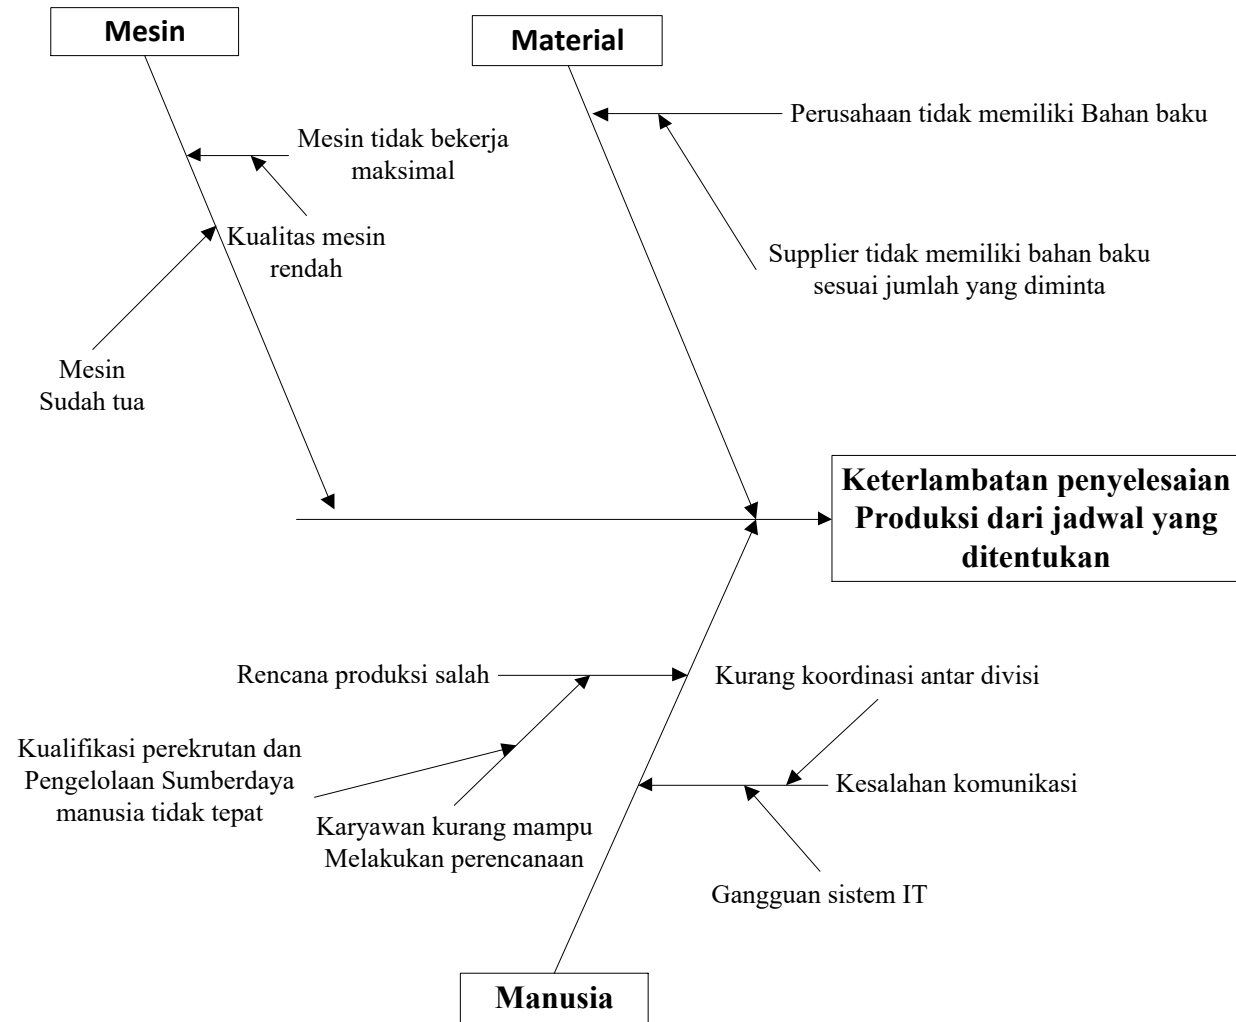 Mesin
Material
Perusahaan tidak memiliki Bahan baku
Mesin tidak bekerja
maksimal
Kualitas mesin
rendah
Supplier tidak memiliki bahan baku
sesuai jumlah yang diminta
Mesin
Sudah tua
Keterlambatan penyelesaian
Produksi dari jadwal yang
ditentukan
Rencana produksi salah
Kurang koordinasi antar divisi
Kualifikasi perekrutan dan
Pengelolaan Sumberdaya
manusia tidak tepat
Kesalahan komunikasi
Karyawan kurang mampu
Melakukan perencanaan
Gangguan sistem IT
Manusia